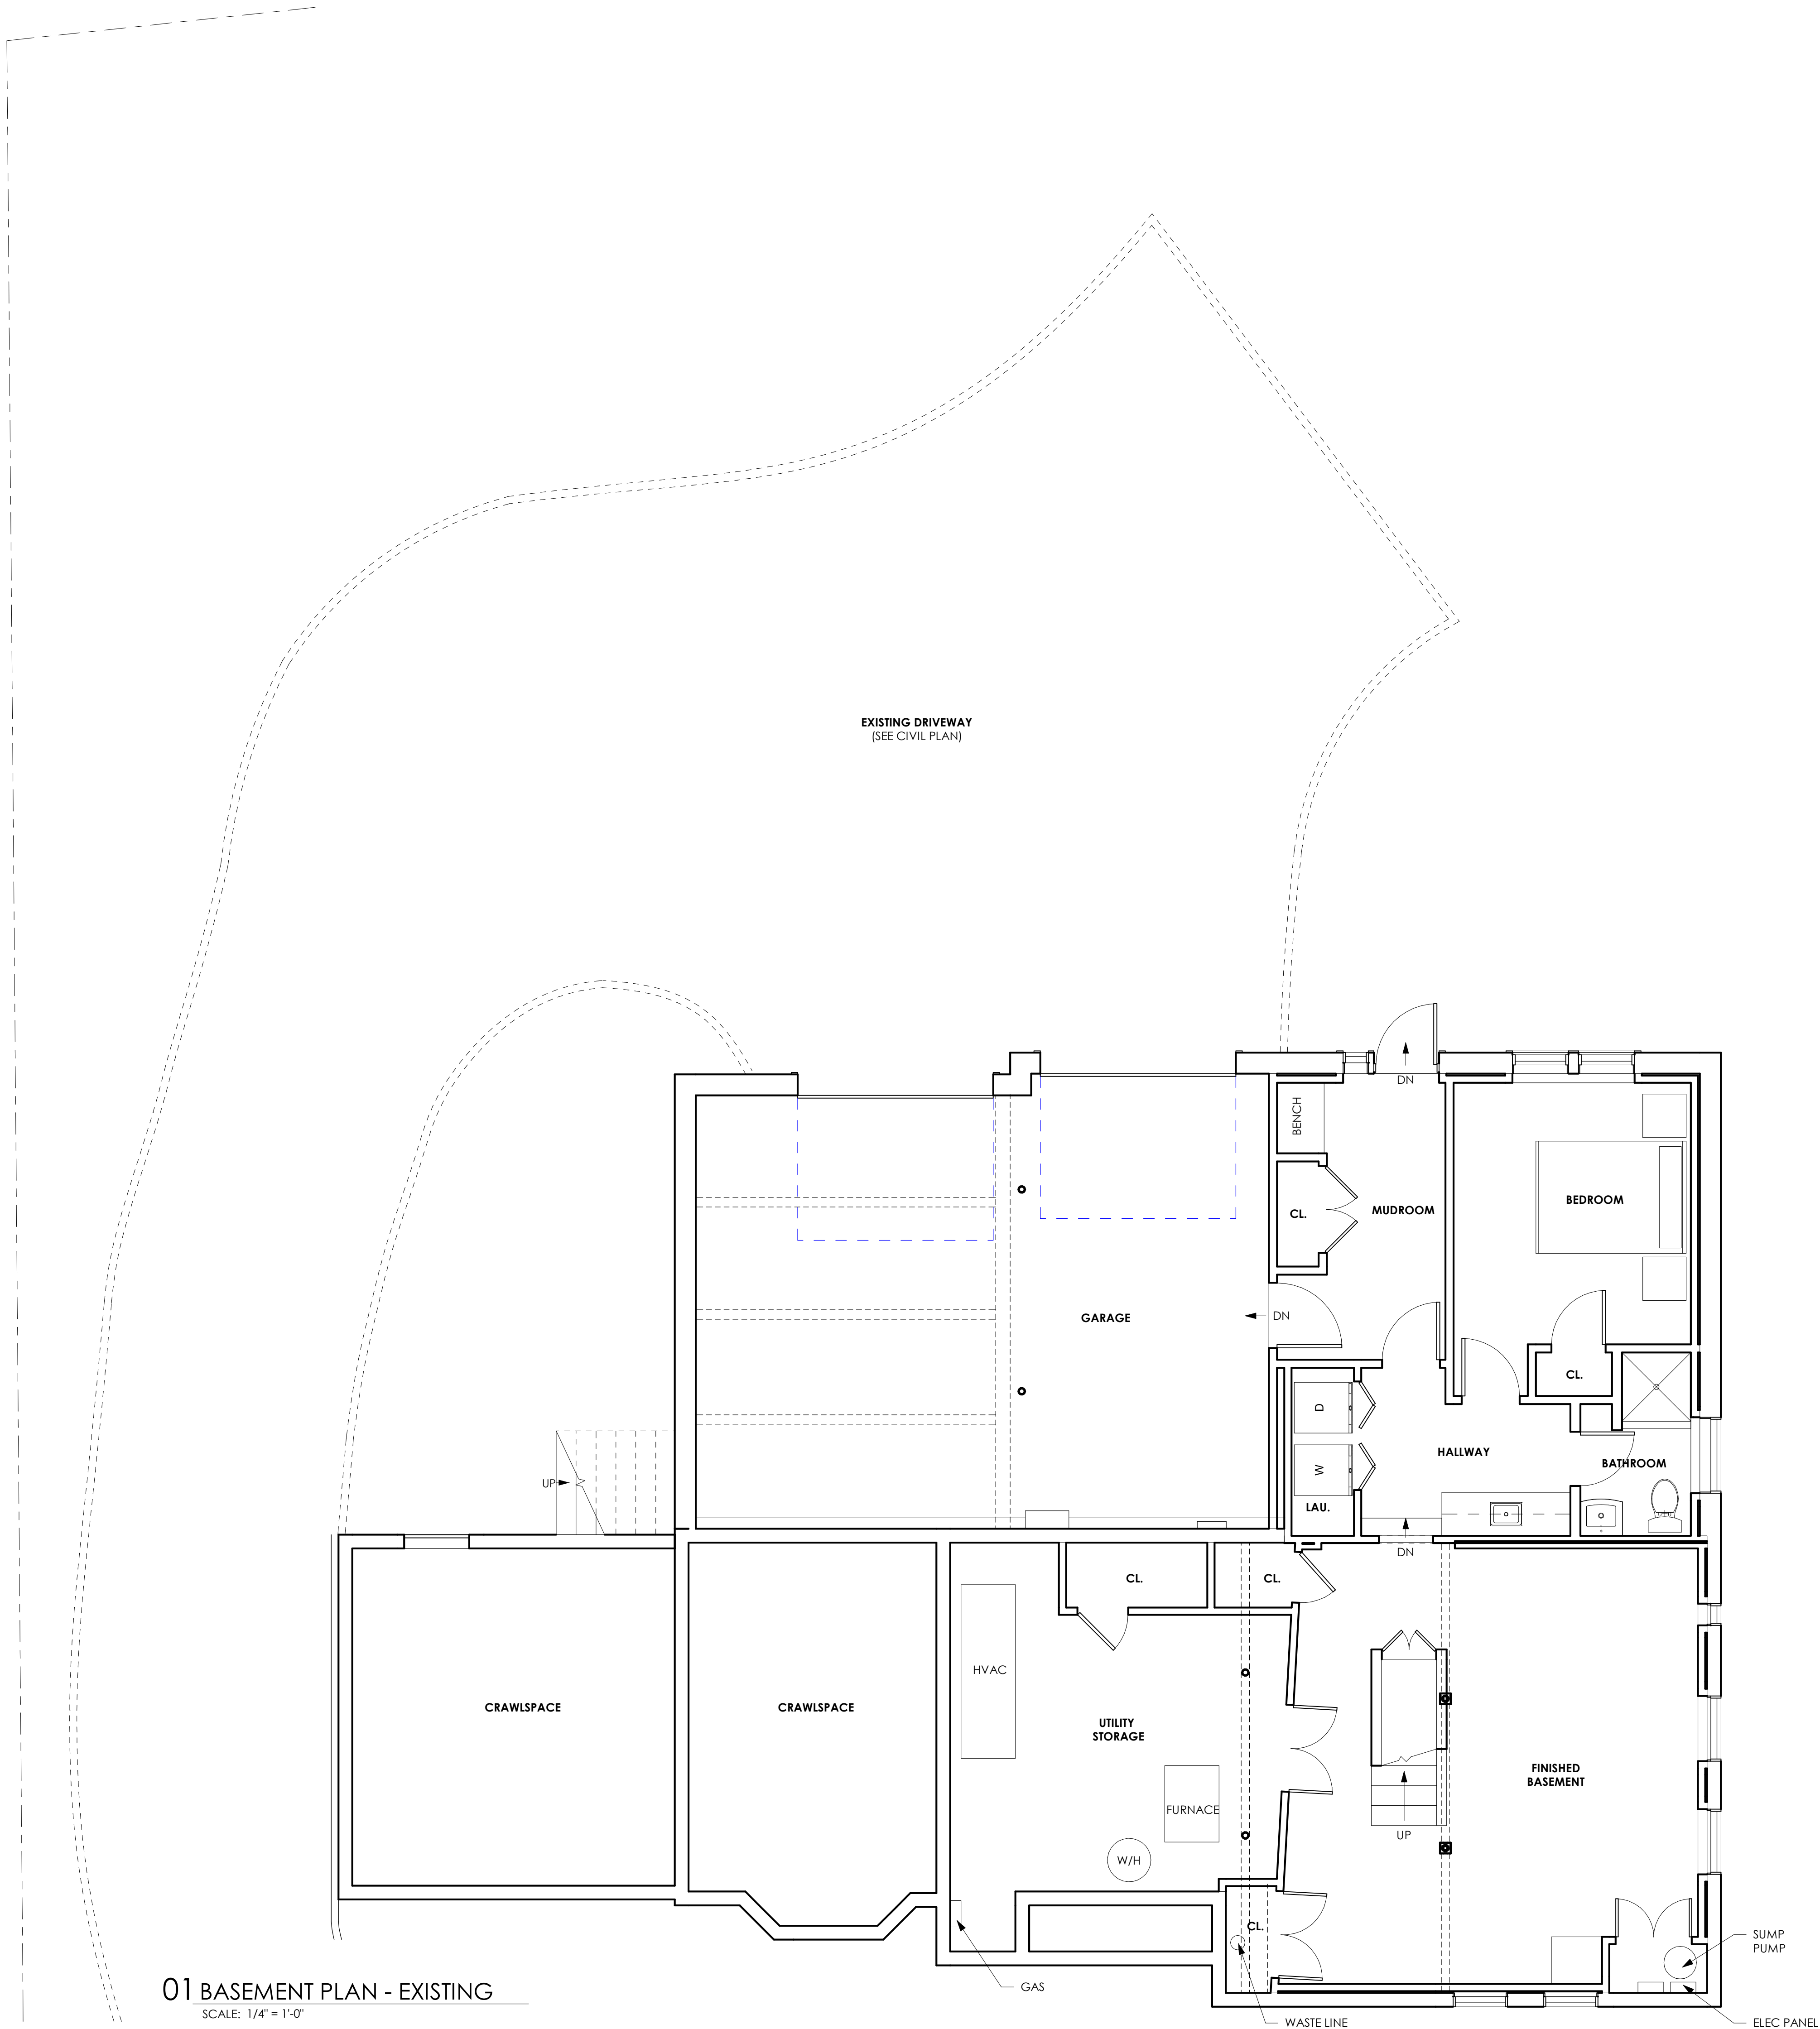 EXISTING DRIVEWAY
(SEE CIVIL PLAN)
DN
BENCH
BEDROOM
CL.
MUDROOM
GARAGE
DN
CL.
D
HALLWAY
BATHROOM
W
UP
LAU.
DN
CL.
CL.
HVAC
CRAWLSPACE
CRAWLSPACE
UTILITY
STORAGE
FINISHED
BASEMENT
FURNACE
UP
W/H
CL.
SUMP
PUMP
GAS
01 BASEMENT PLAN - EXISTING
SCALE: 1/4" = 1'-0"
WASTE LINE
ELEC PANEL